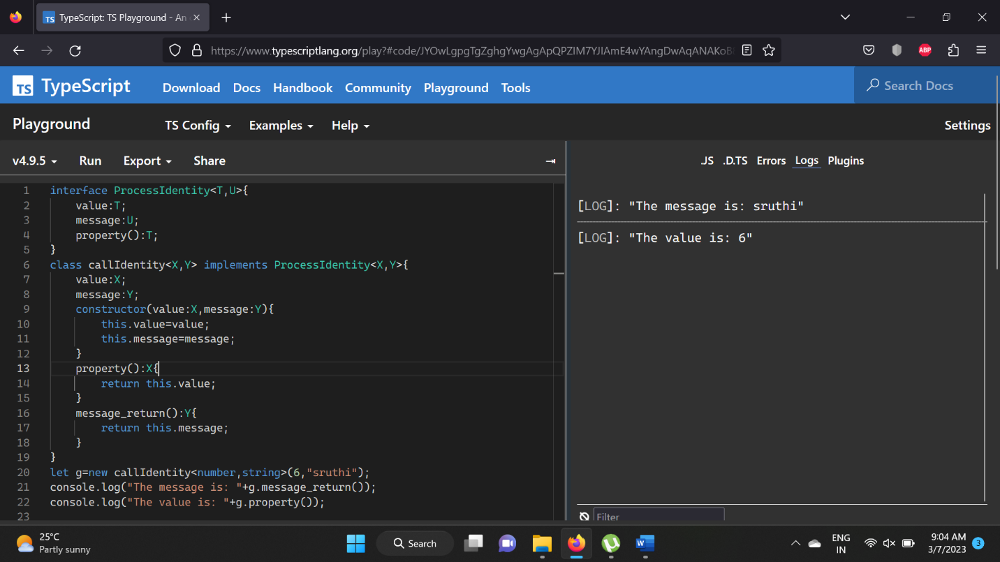 TS TypeScript: TS Playground - An
https://www.typescriptlang.org/play?#code/JYOwLgpgTgZghgYwgAgApQPZIM7YJIAmE4wYAngDwAqANAKoB
ABP
TS TypeScript Download Docs Handbook Community Playground Tools Search Docs
Playground TS Config Examples Help Settings
v4.9.5 Run Export Share
.JS .D.TS Errors Logs Plugins
1 interface ProcessIdentity<T,U>{
2 value:T;
3 message:U;
4 property():T;
5 }
6 class callIdentity<X,Y> implements ProcessIdentity<X,Y>{
7 value:X;
8 message:Y;
9 constructor(value:X,message:Y){
10 this.value=value;
11 this.message=message;
12 }
13 property():X{
14 return this.value;
15 }
16 message_return():Y{
17 return this.message;
18 }
19 }
20 let g=new callIdentity<number,string>(6,"sruthi");
21 console.log("The message is: "+g.message_return());
22 console.log("The value is: "+g.property());
23
[LOG]: "The message is: sruthi"
[LOG]: "The value is: 6"
Filter
25°C
Partly sunny
Search
W
ENG
IN
9:04 AM
3/7/2023
3